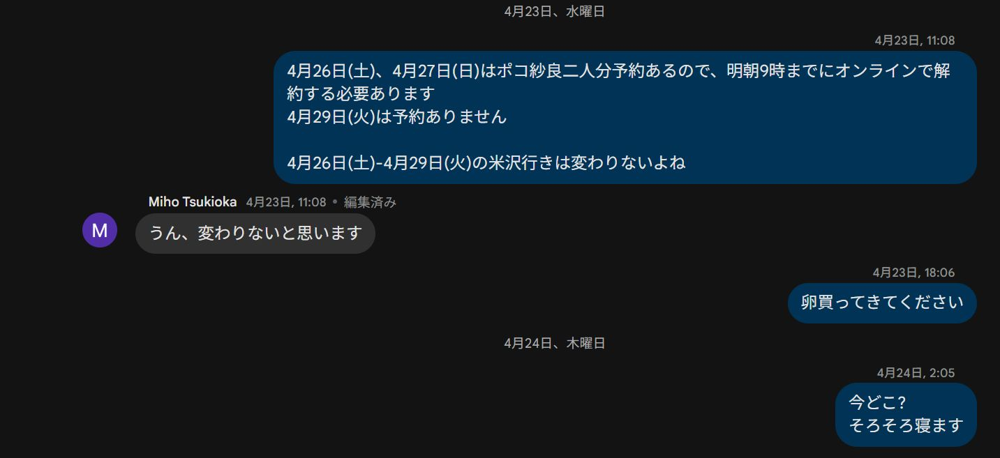 4月23日、水曜日
4月23日, 11:08
4月26日(土)、4月27日(日)はポコ紗良二人分予約あるので、明朝9時までにオンラインで解
約する必要あります
4月29日(火)は予約ありません
4月26日(土)-4月29日(火)の米沢行きは変わりないよね
Miho Tsukioka 4月23日, 11:08 • 編集済み
M
うん、変わりないと思います
4月23日, 18:06
卵買ってきてください
4月24日、木曜日
4月24日, 2:05
今どこ?
そろそろ寝ます